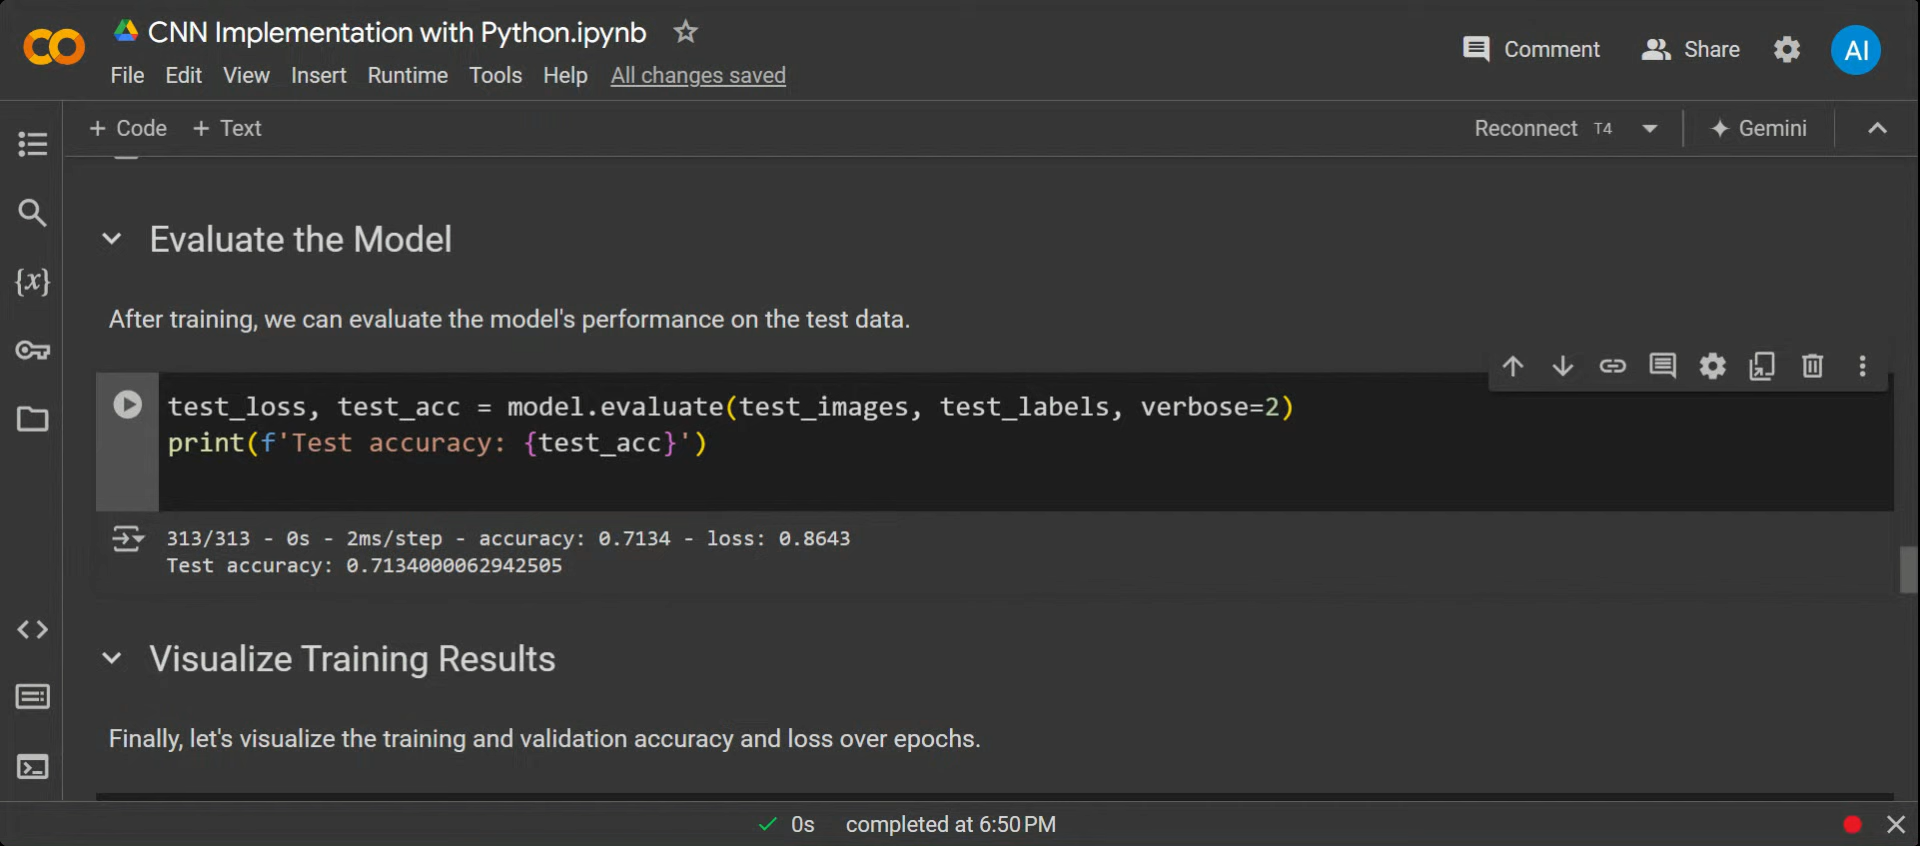 CNN Implementation with Python.ipynb
File Edit View Insert Runtime Tools Help All changes saved
Comment Share AI
+ Code + Text
Reconnect T4 Gemini
Evaluate the Model
After training, we can evaluate the model's performance on the test data.
test_loss, test_acc = model.evaluate(test_images, test_labels, verbose=2)
print(f'Test accuracy: {test_acc}')
313/313 - 0s - 2ms/step - accuracy: 0.7134 - loss: 0.8643
Test accuracy: 0.7134000062942505
Visualize Training Results
Finally, let's visualize the training and validation accuracy and loss over epochs.
0s completed at 6:50 PM